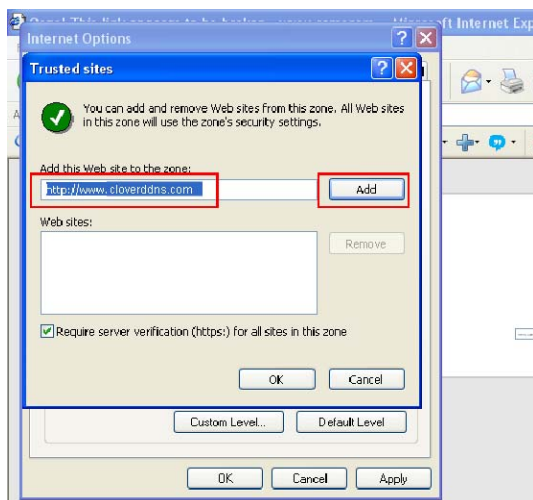 Internet Options
ft Internet Exp
Trusted sites
You can add and remove Web sites from this zone. All Web sites
in this zone will use the zone's security settings.
Add this Web site to the zone:
http://www.cloverddns.com
Add
Web sites:
Remove
Require server verification (https:) for all sites in this zone
OK
Cancel
Custom Level...
Default Level
OK
Cancel
Apply